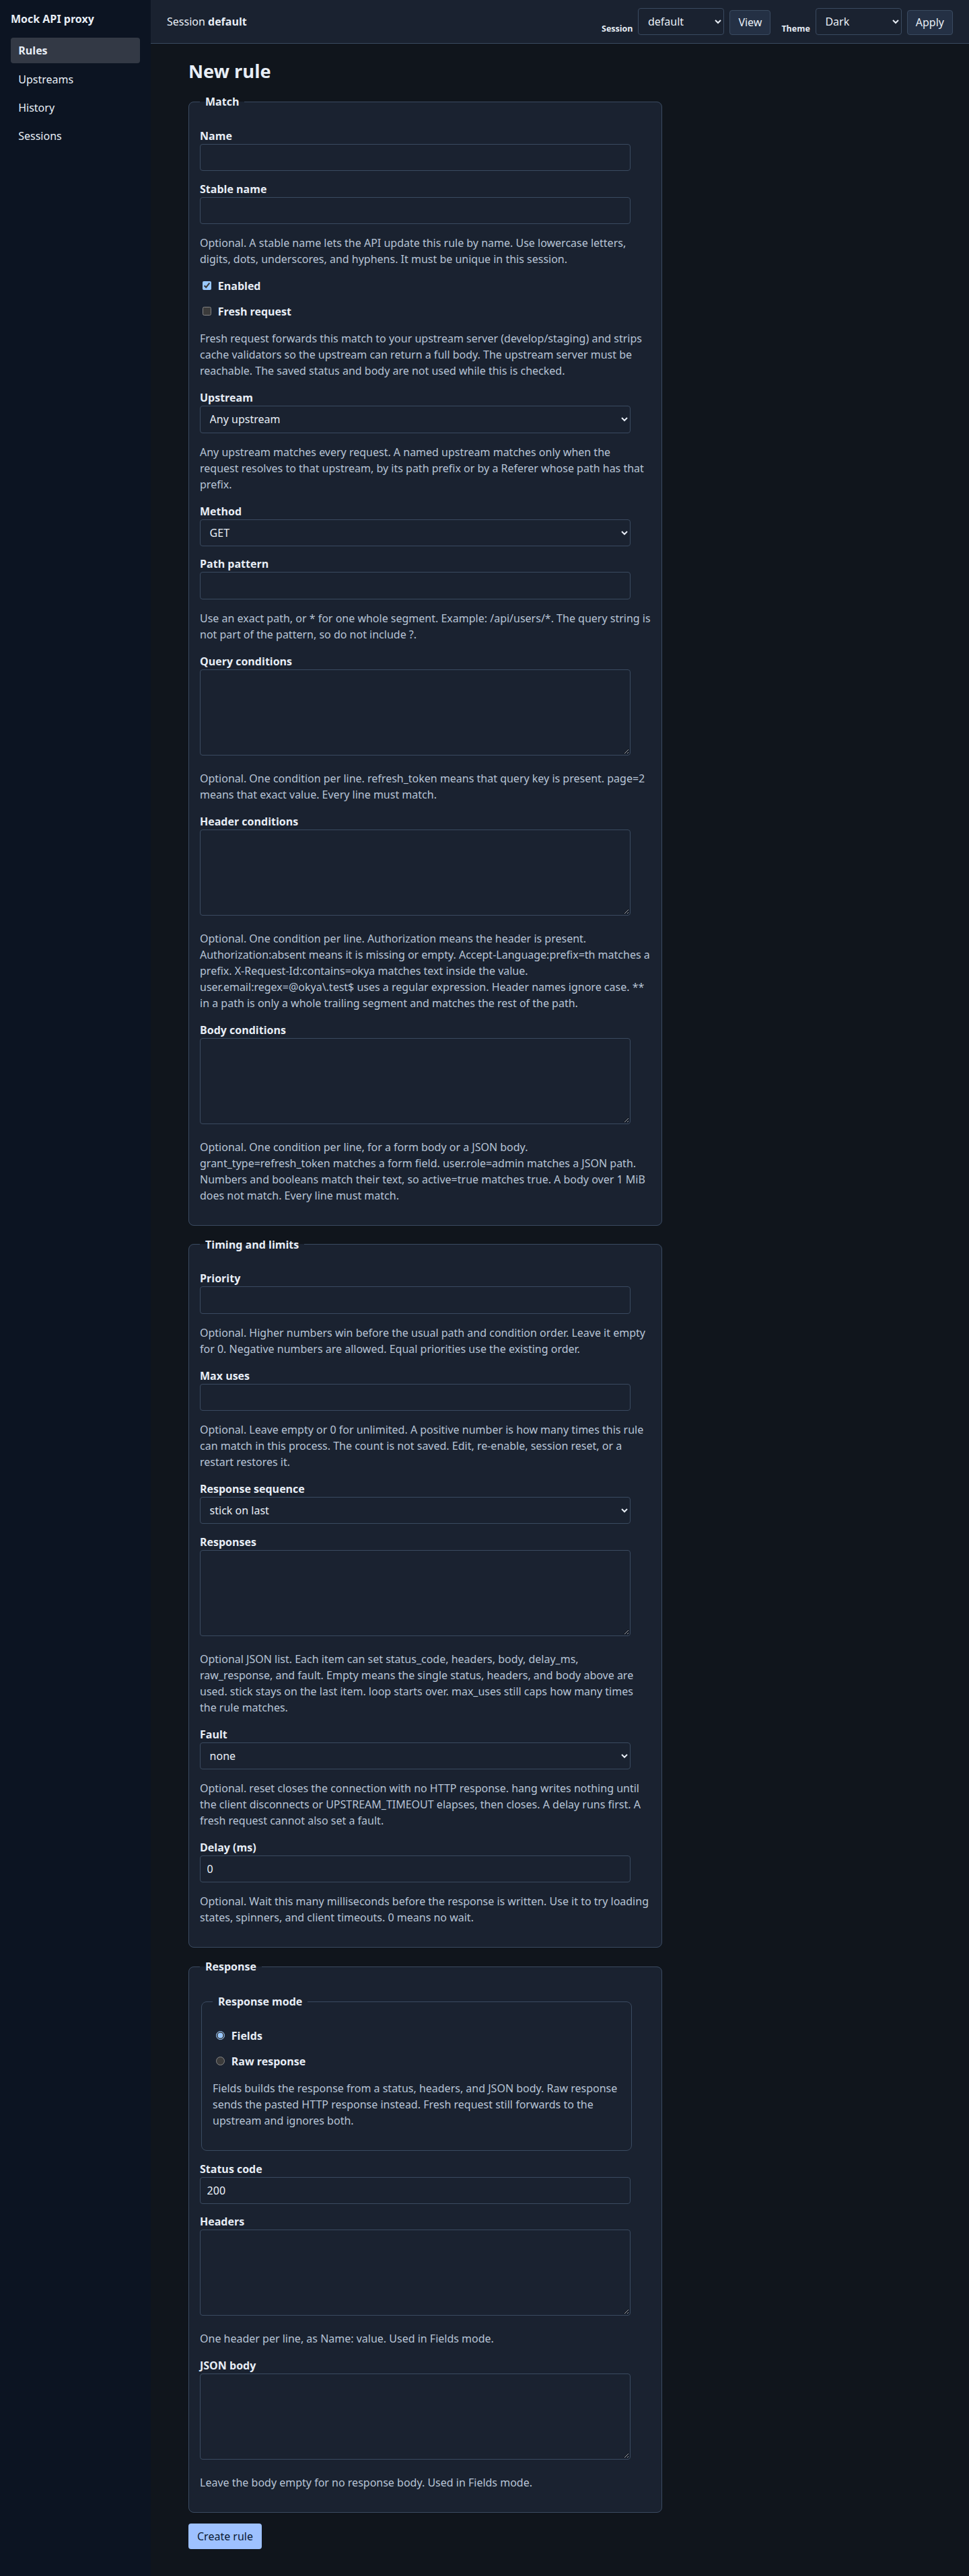 Mock API proxy
Rules
Upstreams
History
Sessions
Session default
Session
default
View
Theme
Dark
Apply
New rule
Match
Name
Stable name
Optional. A stable name lets the API update this rule by name. Use lowercase letters,
digits, dots, underscores, and hyphens. It must be unique in this session.
Enabled
Fresh request
Fresh request forwards this match to your upstream server (develop/staging) and strips
cache validators so the upstream can return a full body. The upstream server must be
reachable. The saved status and body are not used while this is checked.
Upstream
Any upstream
Any upstream matches every request. A named upstream matches only when the
request resolves to that upstream, by its path prefix or by a Referer whose path has that
prefix.
Method
GET
Path pattern
Use an exact path, or * for one whole segment. Example: /api/users/*. The query string is
not part of the pattern, so do not include ?.
Query conditions
Optional. One condition per line. refresh_token means that query key is present. page=2
means that exact value. Every line must match.
Header conditions
Optional. One condition per line. Authorization means the header is present.
Authorization:absent means it is missing or empty. Accept-Language:prefix=th matches a
prefix. X-Request-Id:contains=okya matches text inside the value.
user.email:regex=@okya\.test$ uses a regular expression. Header names ignore case. **
in a path is only a whole trailing segment and matches the rest of the path.
Body conditions
Optional. One condition per line, for a form body or a JSON body.
grant_type=refresh_token matches a form field. user.role=admin matches a JSON path.
Numbers and booleans match their text, so active=true matches true. A body over 1 MiB
does not match. Every line must match.
Timing and limits
Priority
Optional. Higher numbers win before the usual path and condition order. Leave it empty
for 0. Negative numbers are allowed. Equal priorities use the existing order.
Max uses
Optional. Leave empty or 0 for unlimited. A positive number is how many times this rule
can match in this process. The count is not saved. Edit, re-enable, session reset, or a
restart restores it.
Response sequence
stick on last
Responses
Optional JSON list. Each item can set status_code, headers, body, delay_ms,
raw_response, and fault. Empty means the single status, headers, and body above are
used. stick stays on the last item. loop starts over. max_uses still caps how many times
the rule matches.
Fault
none
Optional. reset closes the connection with no HTTP response. hang writes nothing until
the client disconnects or UPSTREAM_TIMEOUT elapses, then closes. A delay runs first. A
fresh request cannot also set a fault.
Delay (ms)
0
Optional. Wait this many milliseconds before the response is written. Use it to try loading
states, spinners, and client timeouts. 0 means no wait.
Response
Response mode
Fields
Raw response
Fields builds the response from a status, headers, and JSON body. Raw response
sends the pasted HTTP response instead. Fresh request still forwards to the
upstream and ignores both.
Status code
200
Headers
One header per line, as Name: value. Used in Fields mode.
JSON body
Leave the body empty for no response body. Used in Fields mode.
Create rule